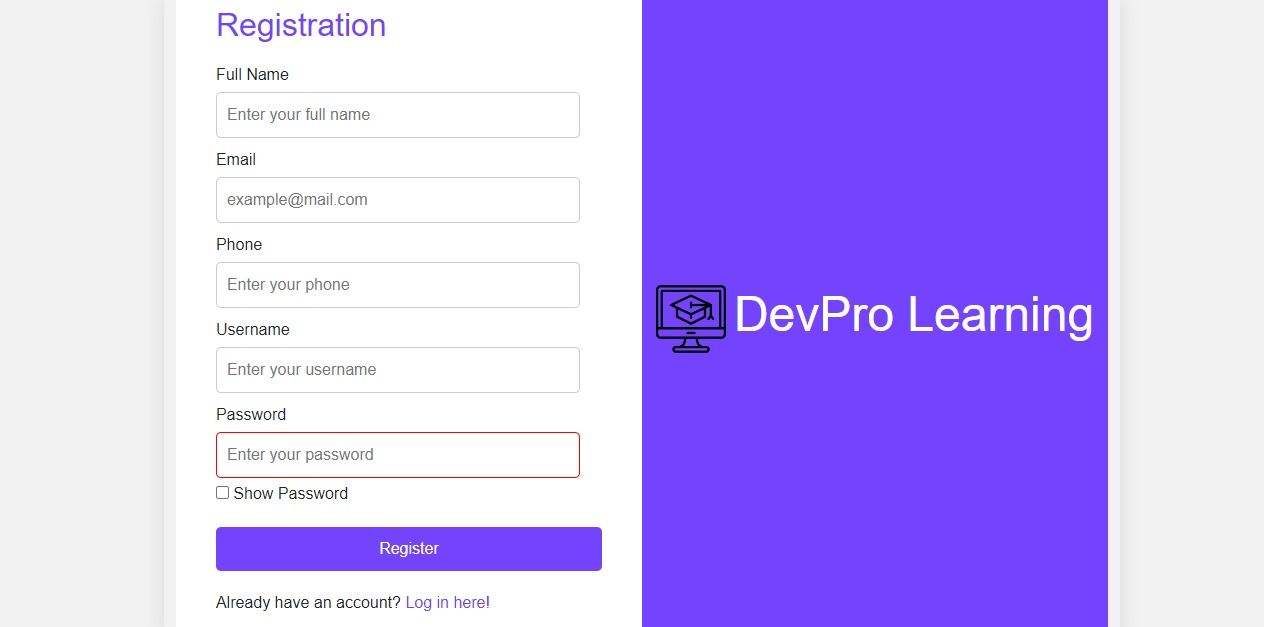 Registration
Full Name
Enter your full name
Email
example@mail.com
Phone
Enter your phone
Username
Enter your username
Password
Enter your password
Show Password
Register
Already have an account? Log in here!
DevPro Learning